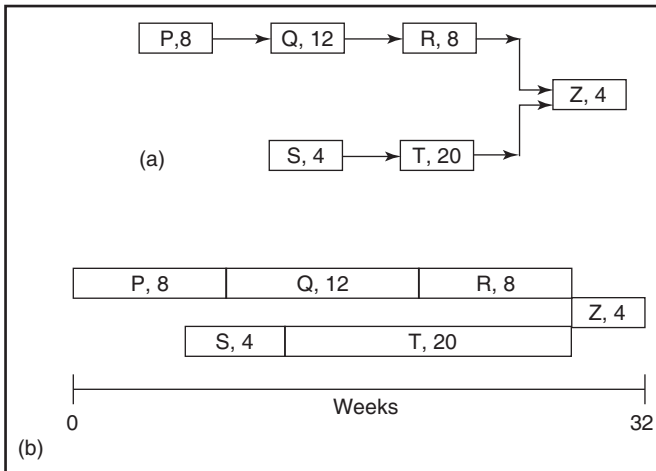 P,8
Q, 12
R, 8
Z, 4
S, 4
T, 20
(a)
P, 8
Q, 12
R, 8
Z, 4
S, 4
T, 20
Weeks
0
32
(b)